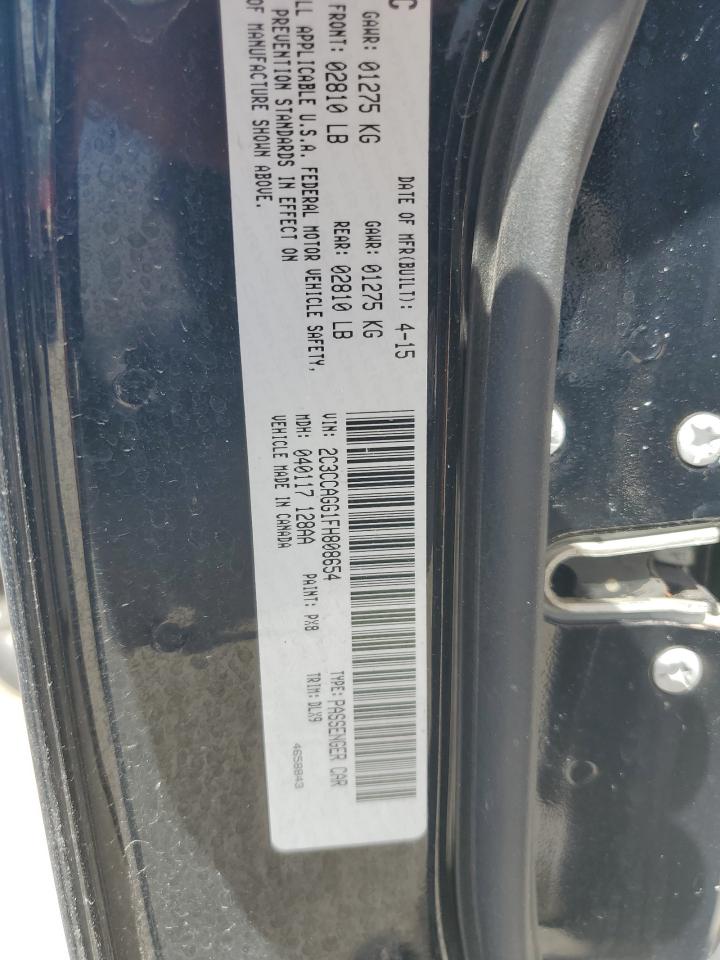 C
DATE OF MFR(BUILT): 4-15
GAWR: 01275 KG GAWR: 01275 KG
FRONT: 02810 LB REAR: 02810 LB
LL APPLICABLE U.S.A. FEDERAL MOTOR VEHICLE SAFETY,
PREVENTION STANDARDS IN EFFECT ON
OF MANUFACTURE SHOWN ABOVE.
VIN: 2C3CCAGG1FH808654 TYPE: PASSENGER CAR
MDH: 040117 128AA PAINT: PX8 TRIM: DLX9
VEHICLE MADE IN CANADA
4658843